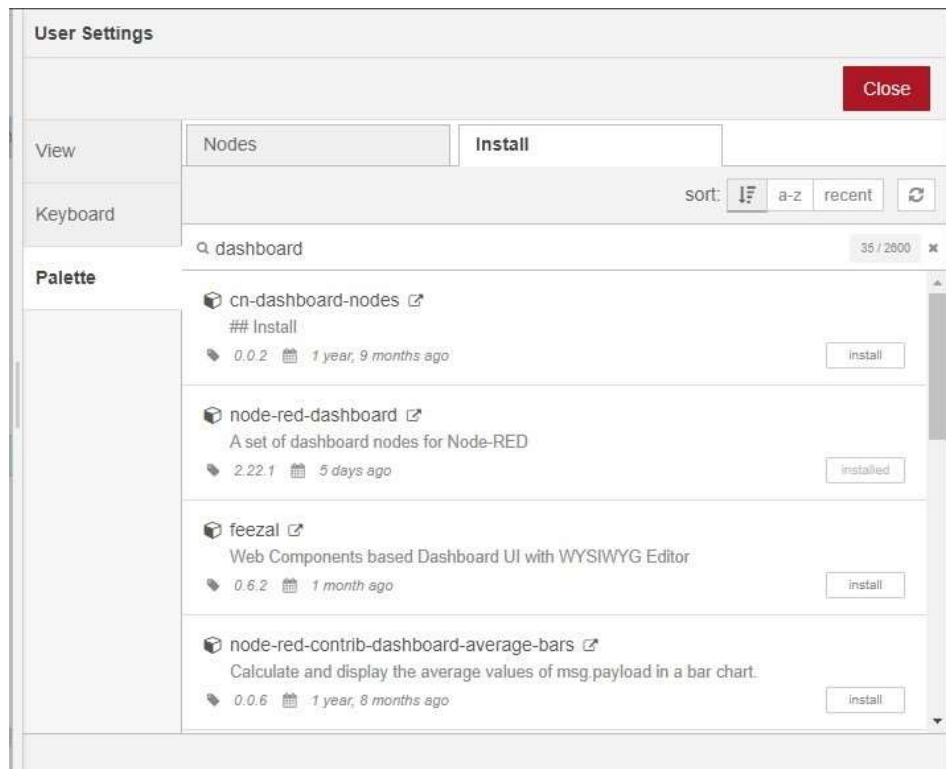 User Settings
Close
View
Keyboard
Palette
Nodes
Install
sort: a-z recent
dashboard
35 / 2600
cn-dashboard-nodes
## Install
0.0.2 1 year, 9 months ago
install
node-red-dashboard
A set of dashboard nodes for Node-RED
2.22.1 5 days ago
installed
feezal
Web Components based Dashboard UI with WYSIWYG Editor
0.6.2 1 month ago
install
node-red-contrib-dashboard-average-bars
Calculate and display the average values of msg.payload in a bar chart.
0.0.6 1 year, 8 months ago
install